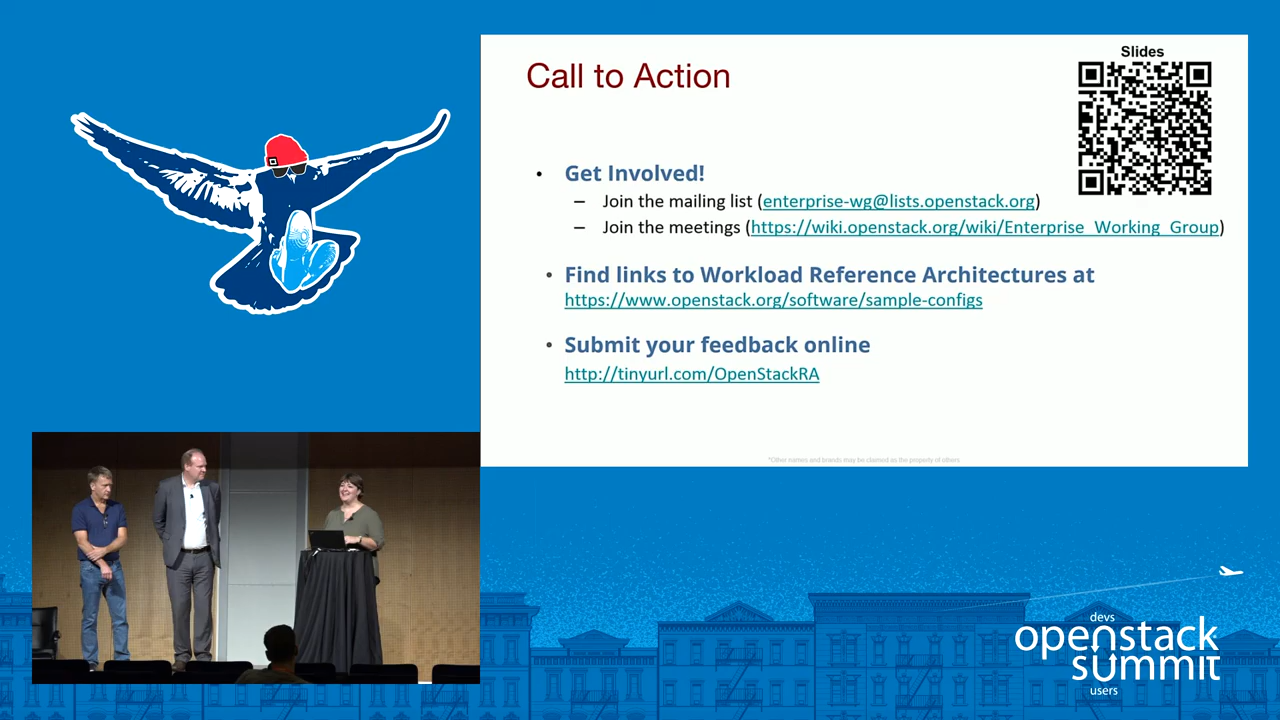 Slides
Call to Action
• Get Involved!
– Join the mailing list (enterprise-wg@lists.openstack.org)
– Join the meetings (https://wiki.openstack.org/wiki/Enterprise_Working_Group)
• Find links to Workload Reference Architectures at
https://www.openstack.org/software/sample-configs
• Submit your feedback online
http://tinyurl.com/OpenStackRA
*Other names and brands may be claimed as the property of others
devs
openstack
summit
users